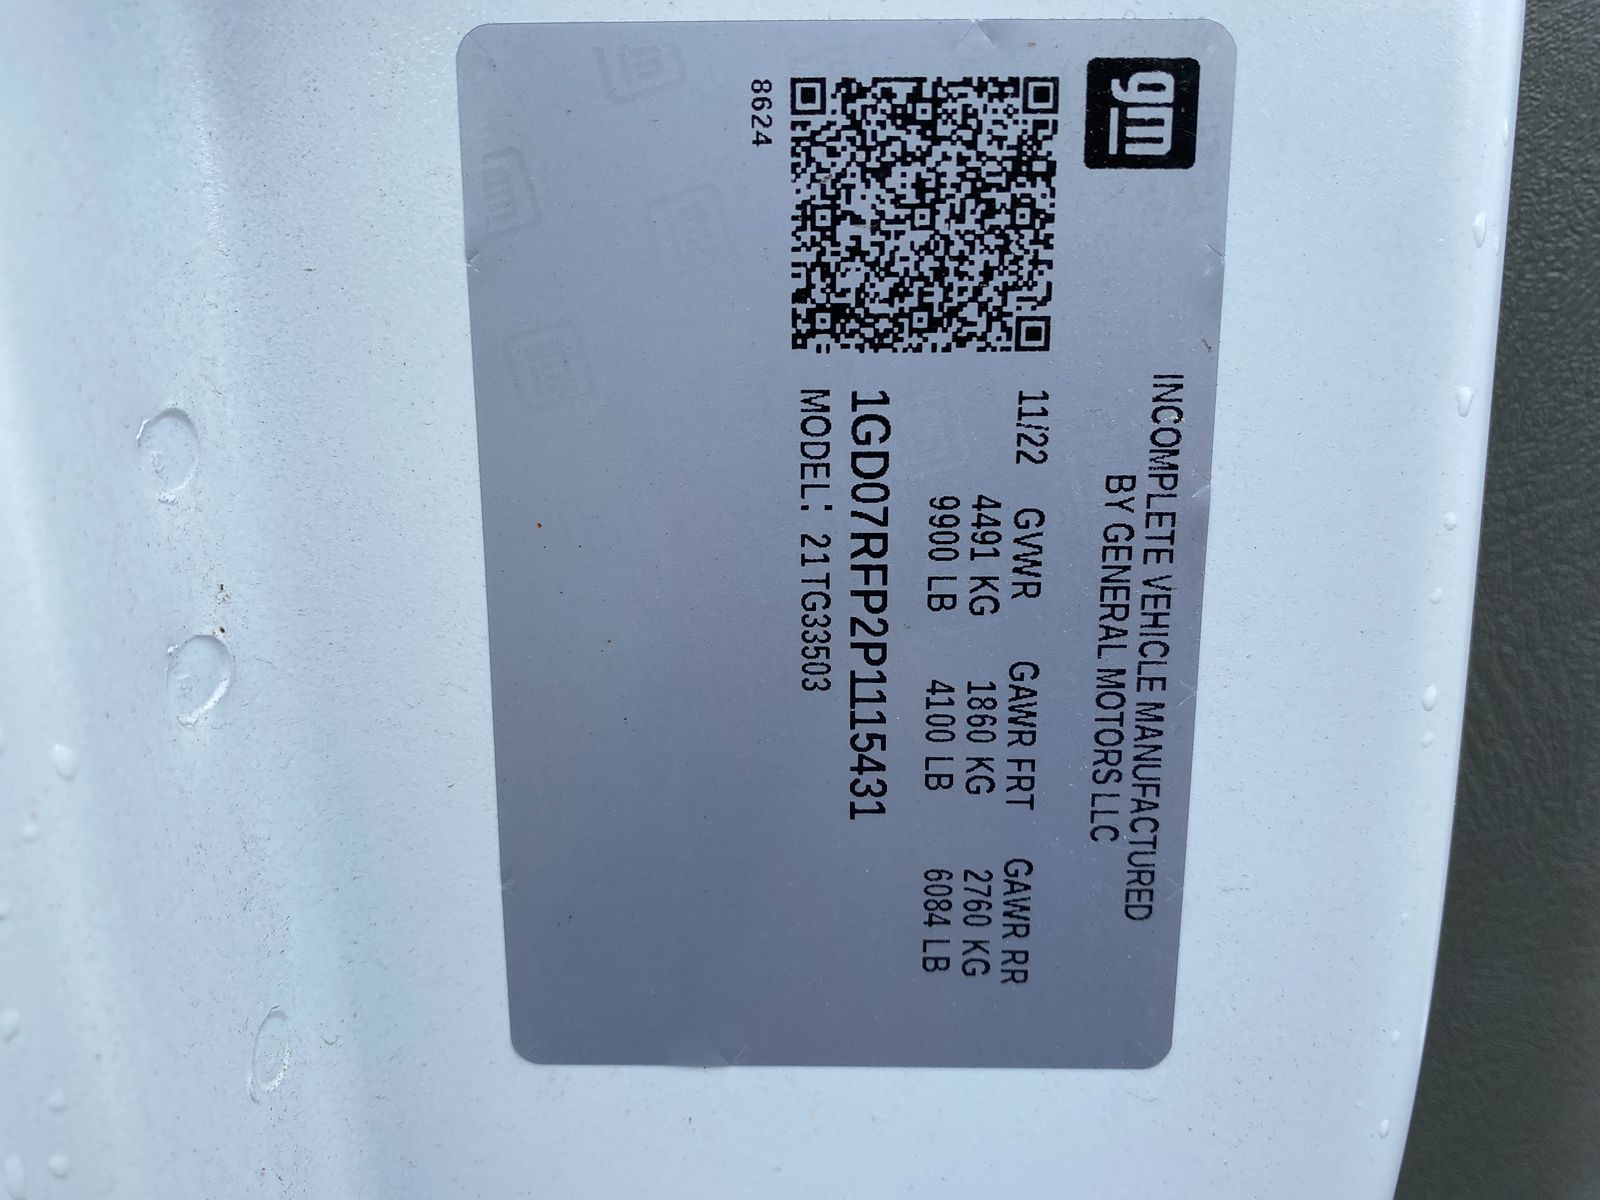 gm
INCOMPLETE VEHICLE MANUFACTURED
BY GENERAL MOTORS LLC
11/22 GVWR GAWR FRT GAWR RR
4491 KG 1860 KG 2760 KG
9900 LB 4100 LB 6084 LB
1GD07RFP2P1115431
MODEL: 21TG33503
8624